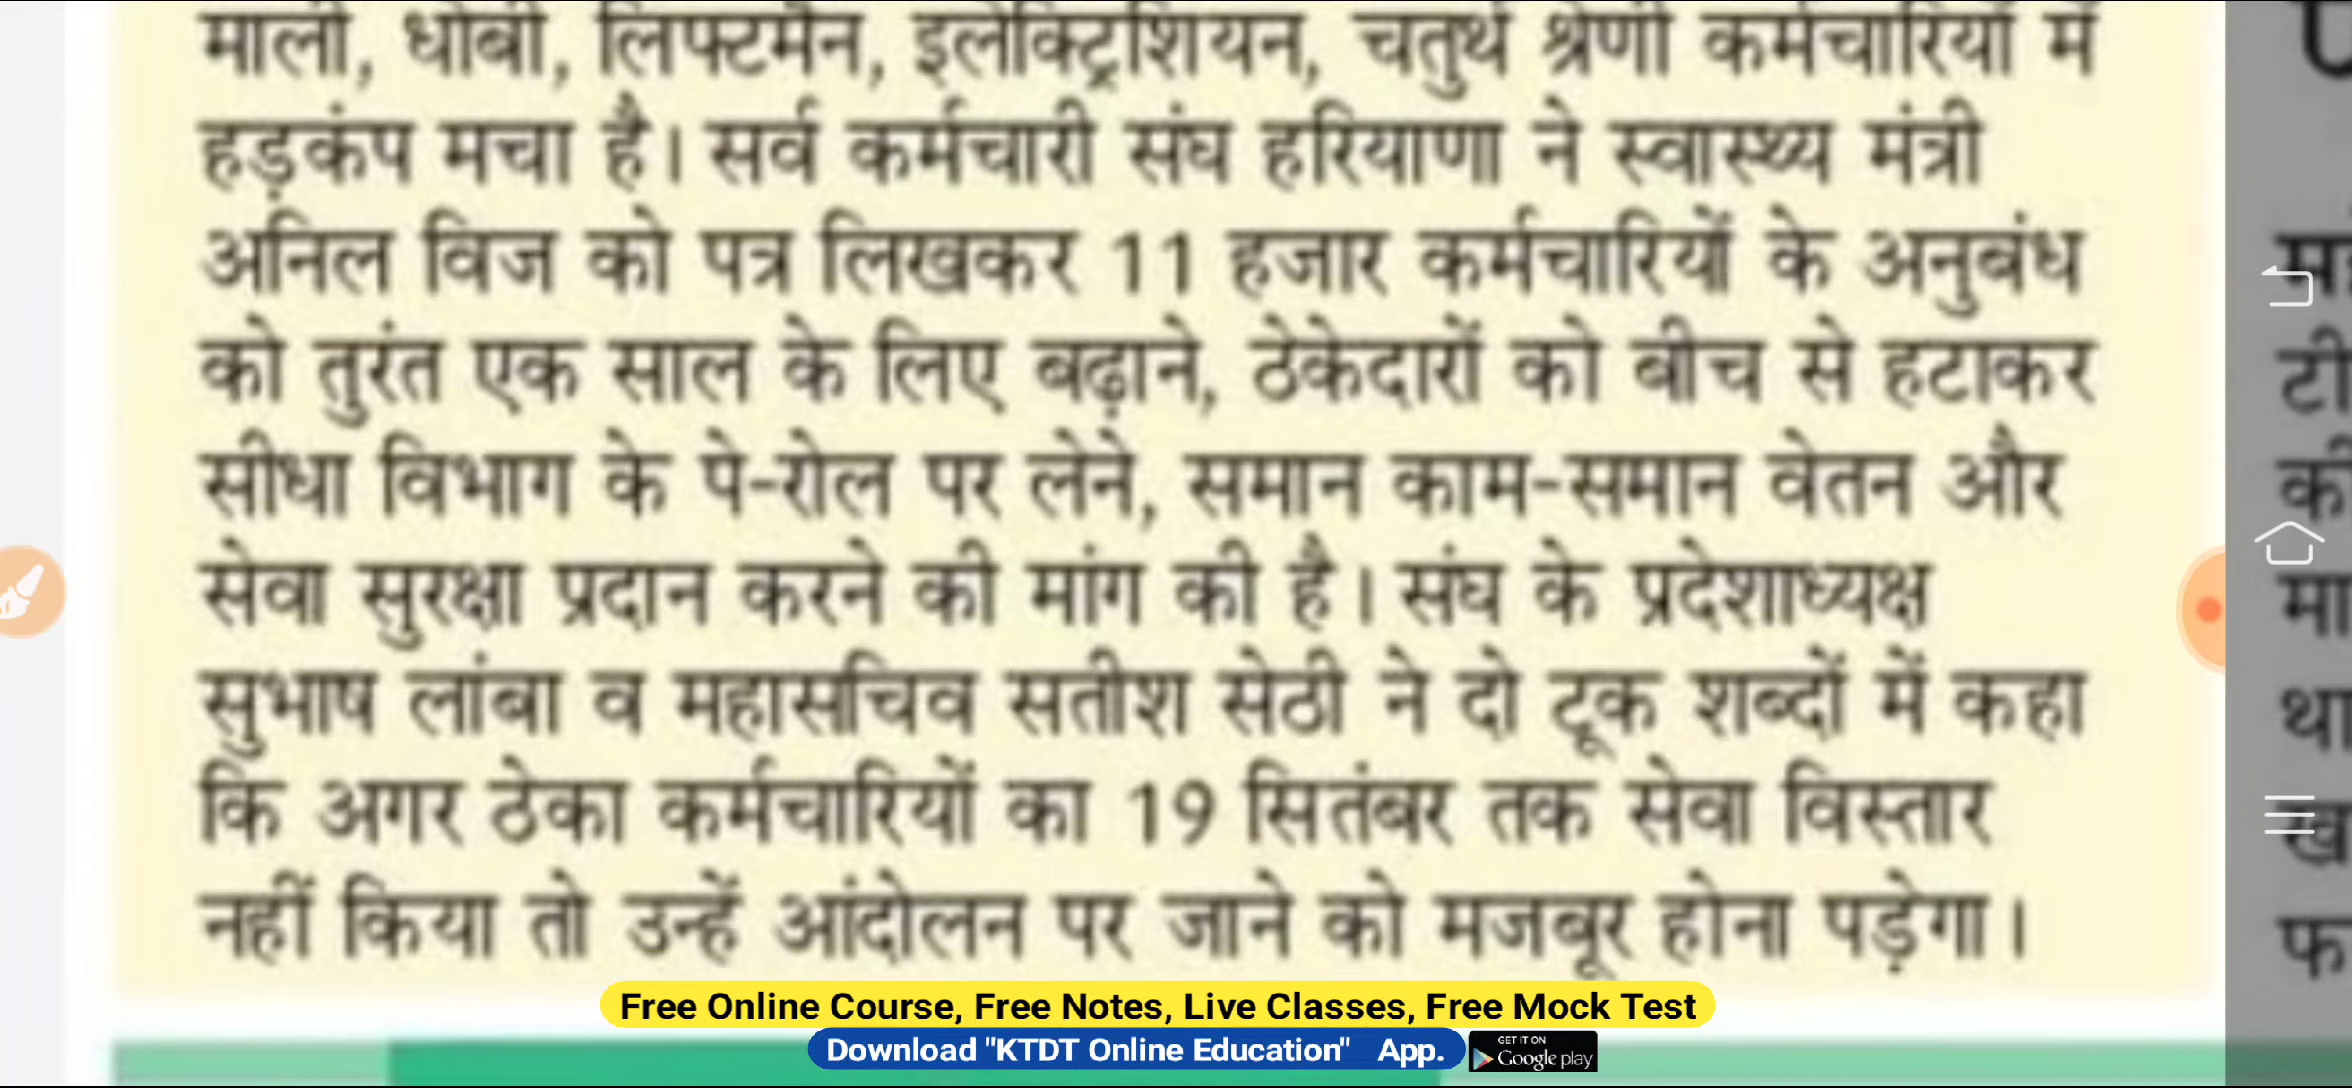 माली, धोबी, लिफ्टमैन, इलेक्ट्रिशियन, चतुर्थ श्रेणी कर्मचारियों में
हड़कंप मचा है। सर्व कर्मचारी संघ हरियाणा ने स्वास्थ्य मंत्री
अनिल विज को पत्र लिखकर 11 हजार कर्मचारियों के अनुबंध
को तुरंत एक साल के लिए बढ़ाने, ठेकेदारों को बीच से हटाकर
सीधा विभाग के पे-रोल पर लेने, समान काम-समान वेतन और
सेवा सुरक्षा प्रदान करने की मांग की है। संघ के प्रदेशाध्यक्ष
सुभाष लांबा व महासचिव सतीश सेठी ने दो टूक शब्दों में कहा
कि अगर ठेका कर्मचारियों का 19 सितंबर तक सेवा विस्तार
नहीं किया तो उन्हें आंदोलन पर जाने को मजबूर होना पड़ेगा।
Free Online Course, Free Notes, Live Classes, Free Mock Test
Download "KTDT Online Education" App.
GET IT ON
Google play